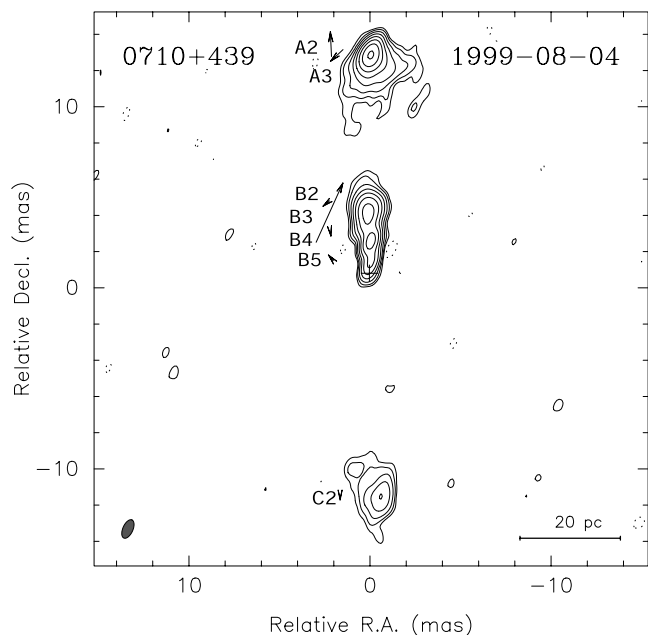 0710+439
1999-08-04
A2
A3
B2
B3
B4
B5
C2
20 pc
10
0
−10
10
0
−10
Relative Decl. (mas)
Relative R.A. (mas)